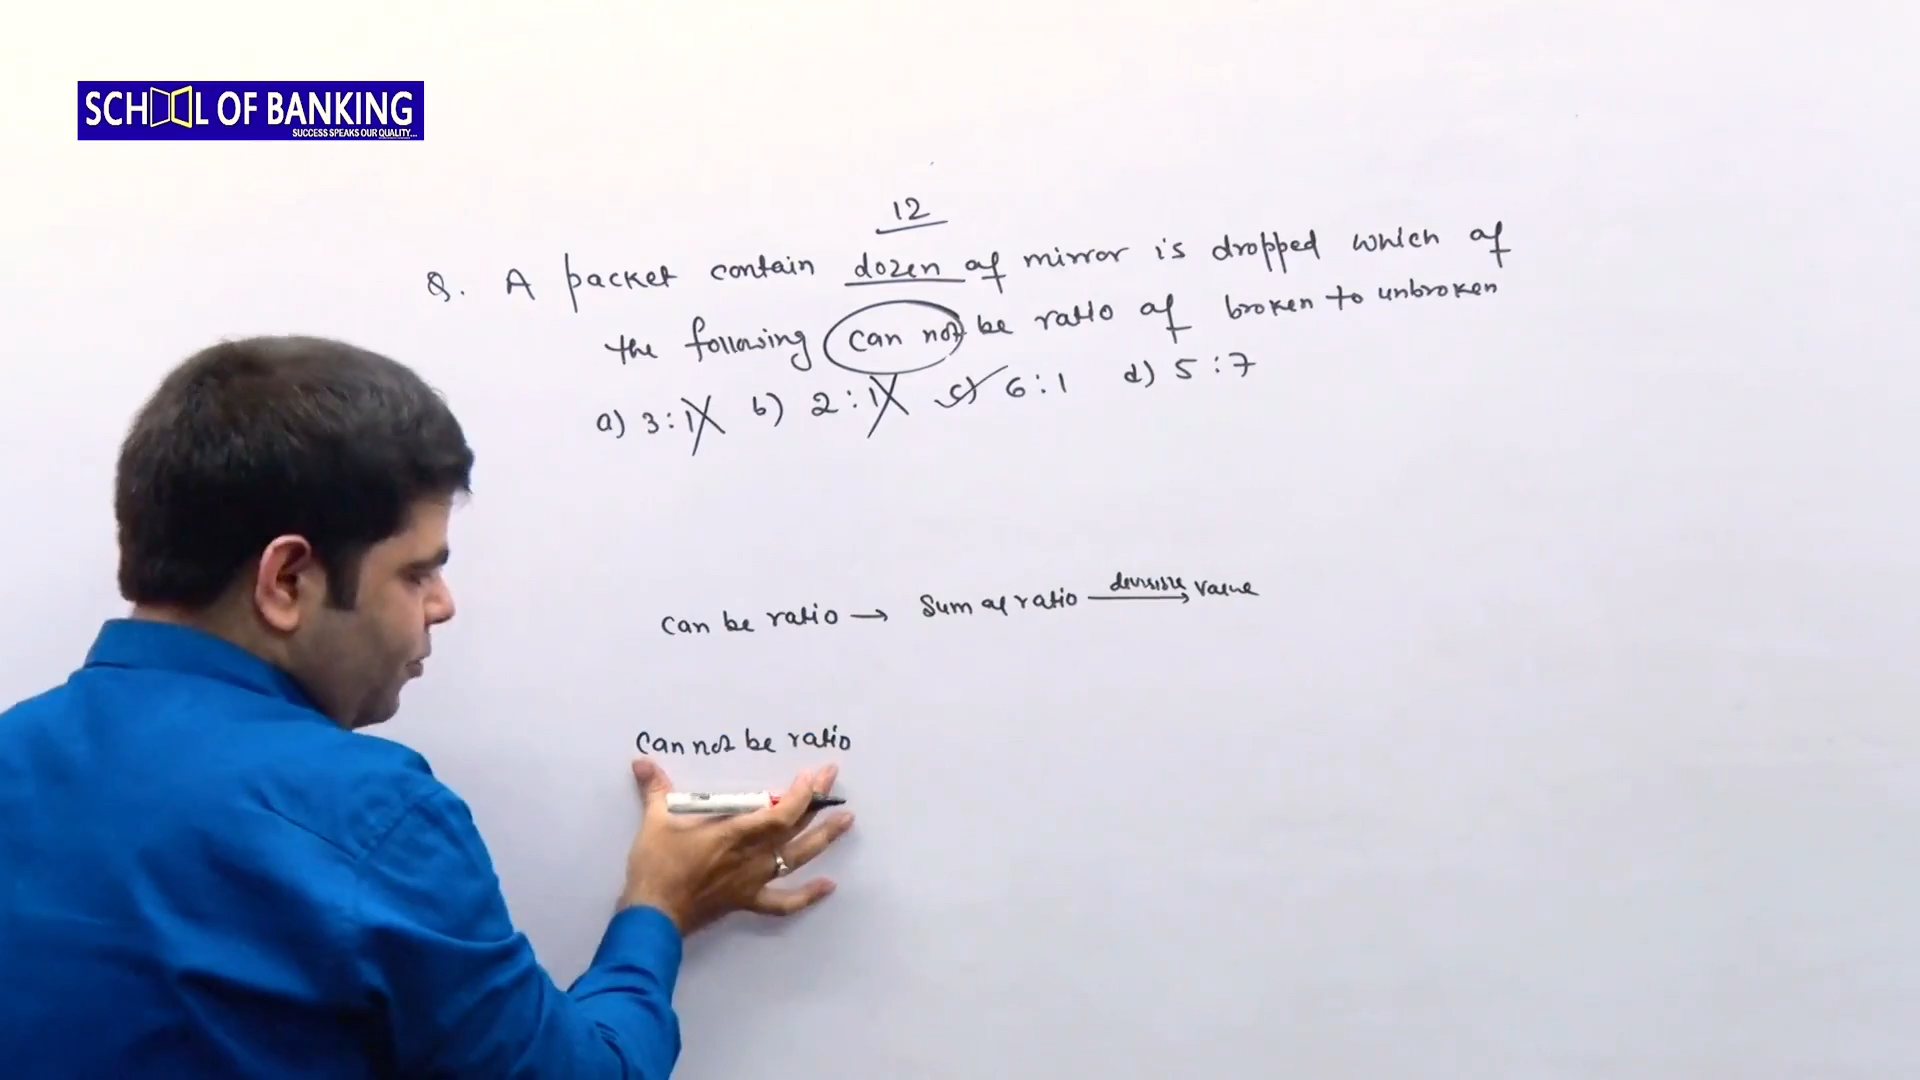 SCHOOL OF BANKING
SUCCESS SPEAKS OUR QUALITY...
12
Q. A packet contain dozen of mirror is dropped which of
the following can not be ratio of broken to unbroken
a) 3:1 b) 2:1 c) 6:1 d) 5:7
can be ratio → Sum of ratio → value
can not be ratio